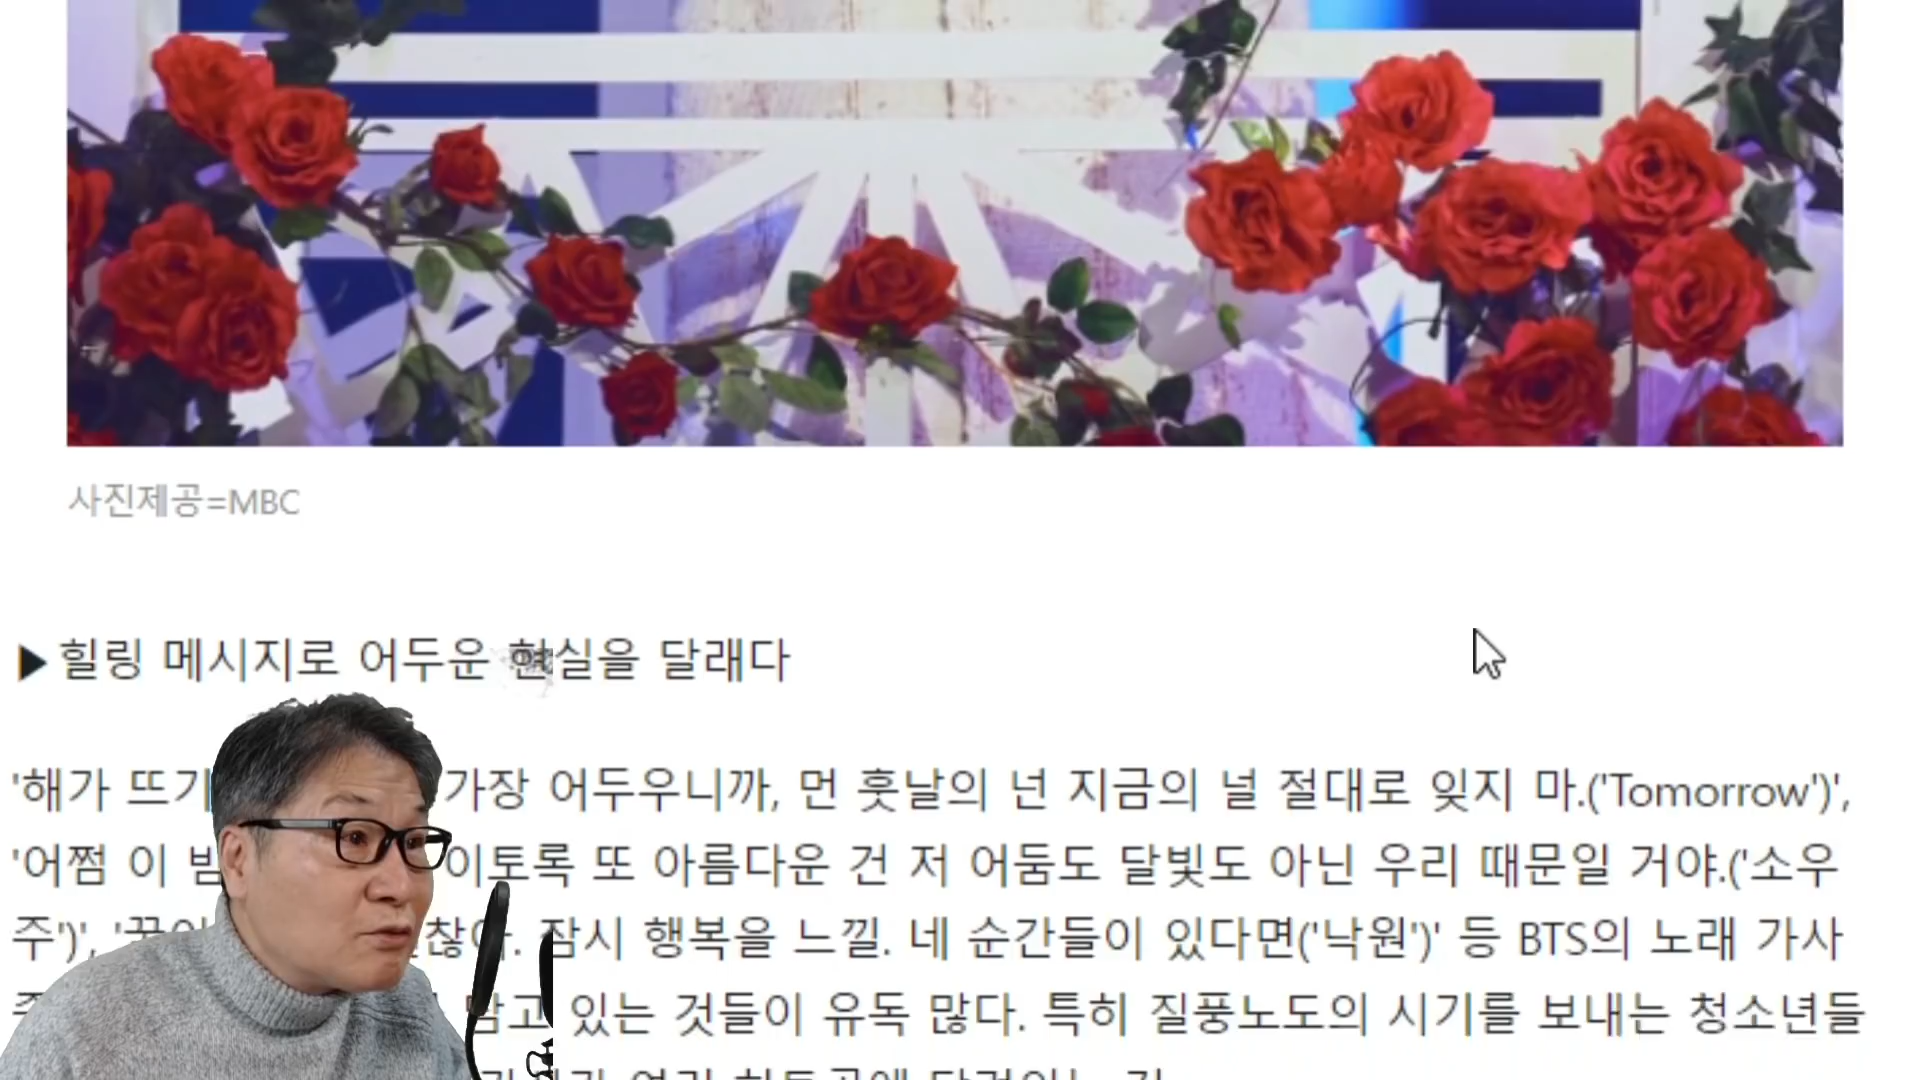 사진제공=MBC
▶힐링 메시지로 어두운 현실을 달래다
'해가 뜨기 가장 어두우니까, 먼 훗날의 넌 지금의 널 절대로 잊지 마.('Tomorrow')',
'어쩜 이 밤 이토록 또 아름다운 건 저 어둠도 달빛도 아닌 우리 때문일 거야.('소우
주')', 잠시 행복을 느낄. 네 순간들이 있다면('낙원')' 등 BTS의 노래 가사
담고 있는 것들이 유독 많다. 특히 질풍노도의 시기를 보내는 청소년들